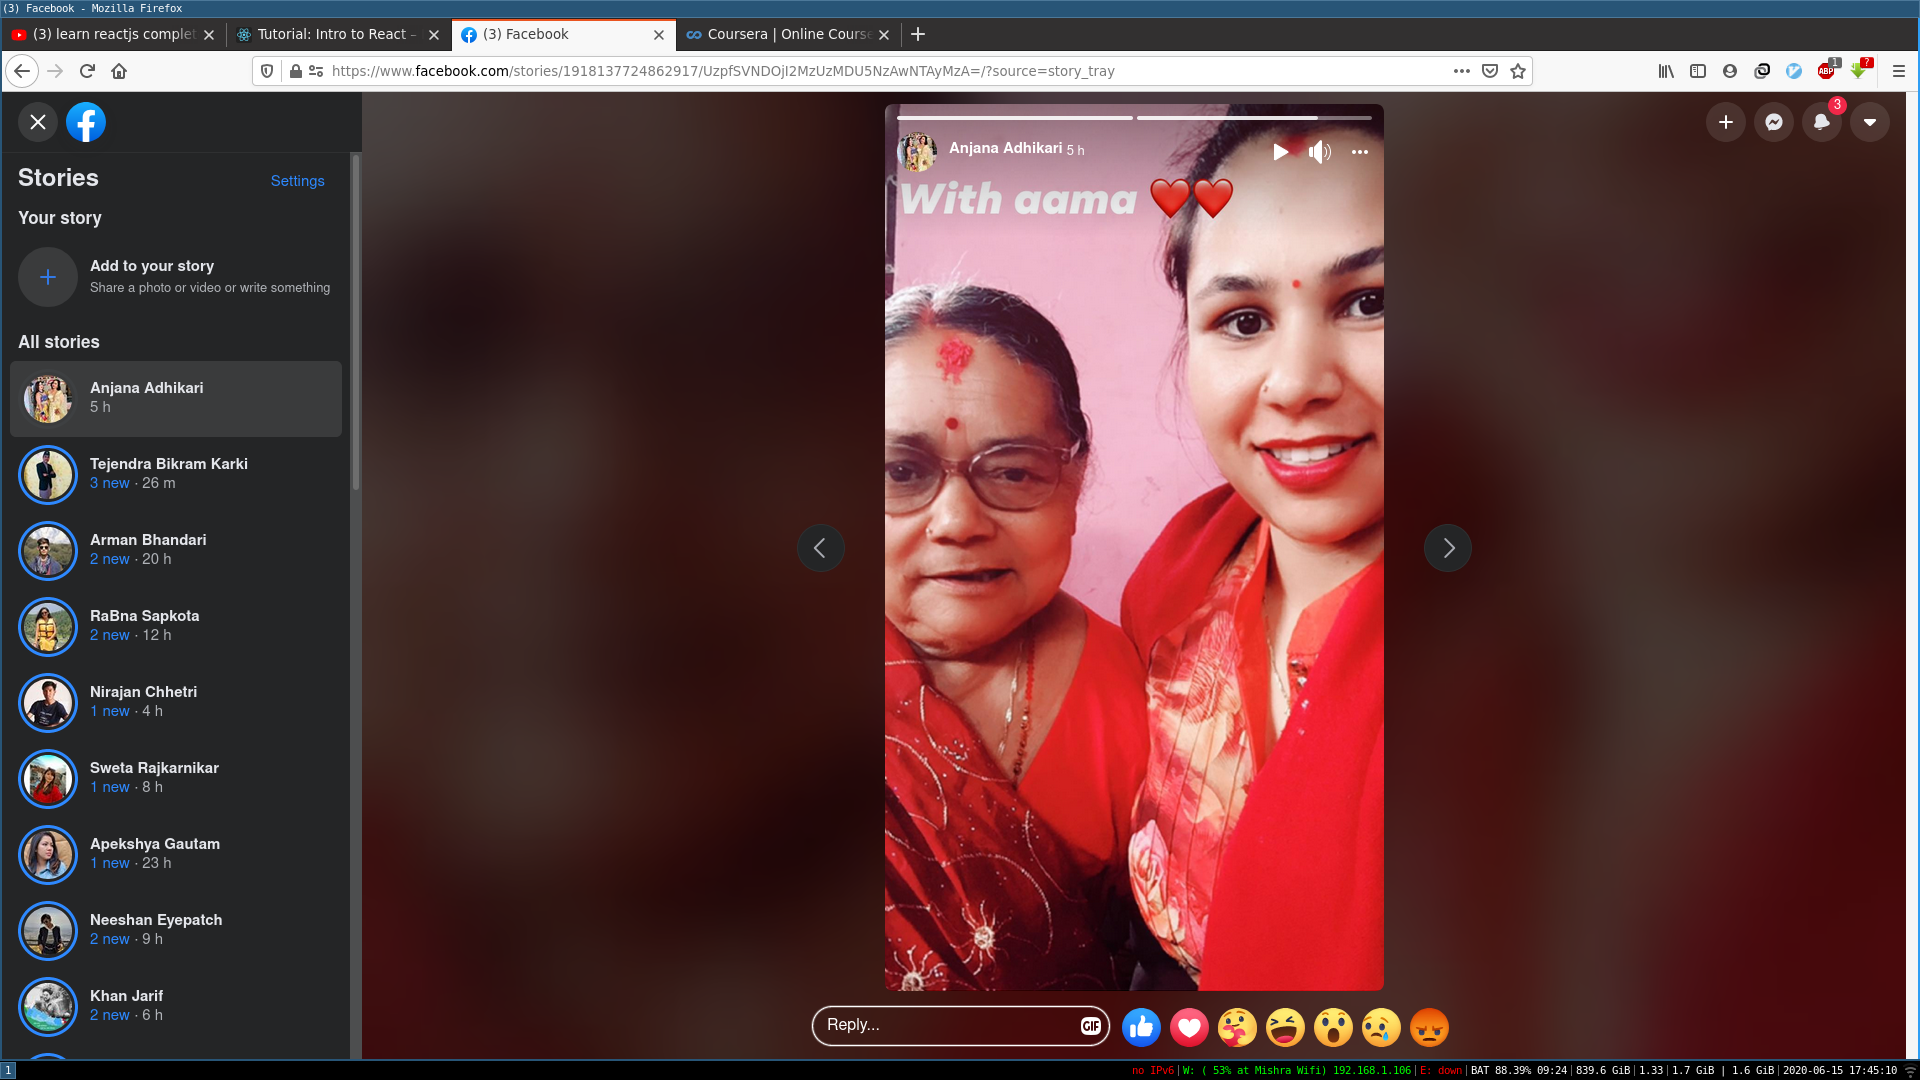 (3) Facebook - Mozilla Firefox
(3) learn reactjs complet
Tutorial: Intro to React –
(3) Facebook
Coursera | Online Course
https://www.facebook.com/stories/1918137724862917/UzpfSVNDOjI2MzUzMDU5NzAwNTAyMzA=/?source=story_tray
ABP
1
?
3
Stories
Settings
Your story
Add to your story
Share a photo or video or write something
All stories
Anjana Adhikari
5 h
Tejendra Bikram Karki
3 new · 26 m
Arman Bhandari
2 new · 20 h
RaBna Sapkota
2 new · 12 h
Nirajan Chhetri
1 new · 4 h
Sweta Rajkarnikar
1 new · 8 h
Apekshya Gautam
1 new · 23 h
Neeshan Eyepatch
2 new · 9 h
Khan Jarif
2 new · 6 h
Anjana Adhikari 5 h
With aama ❤️❤️
Reply...
GIF
1
no IPv6|W: ( 53% at Mishra Wifi) 192.168.1.106|E: down|BAT 88.39% 09:24|839.6 GiB|1.33|1.7 GiB | 1.6 GiB|2020-06-15 17:45:10